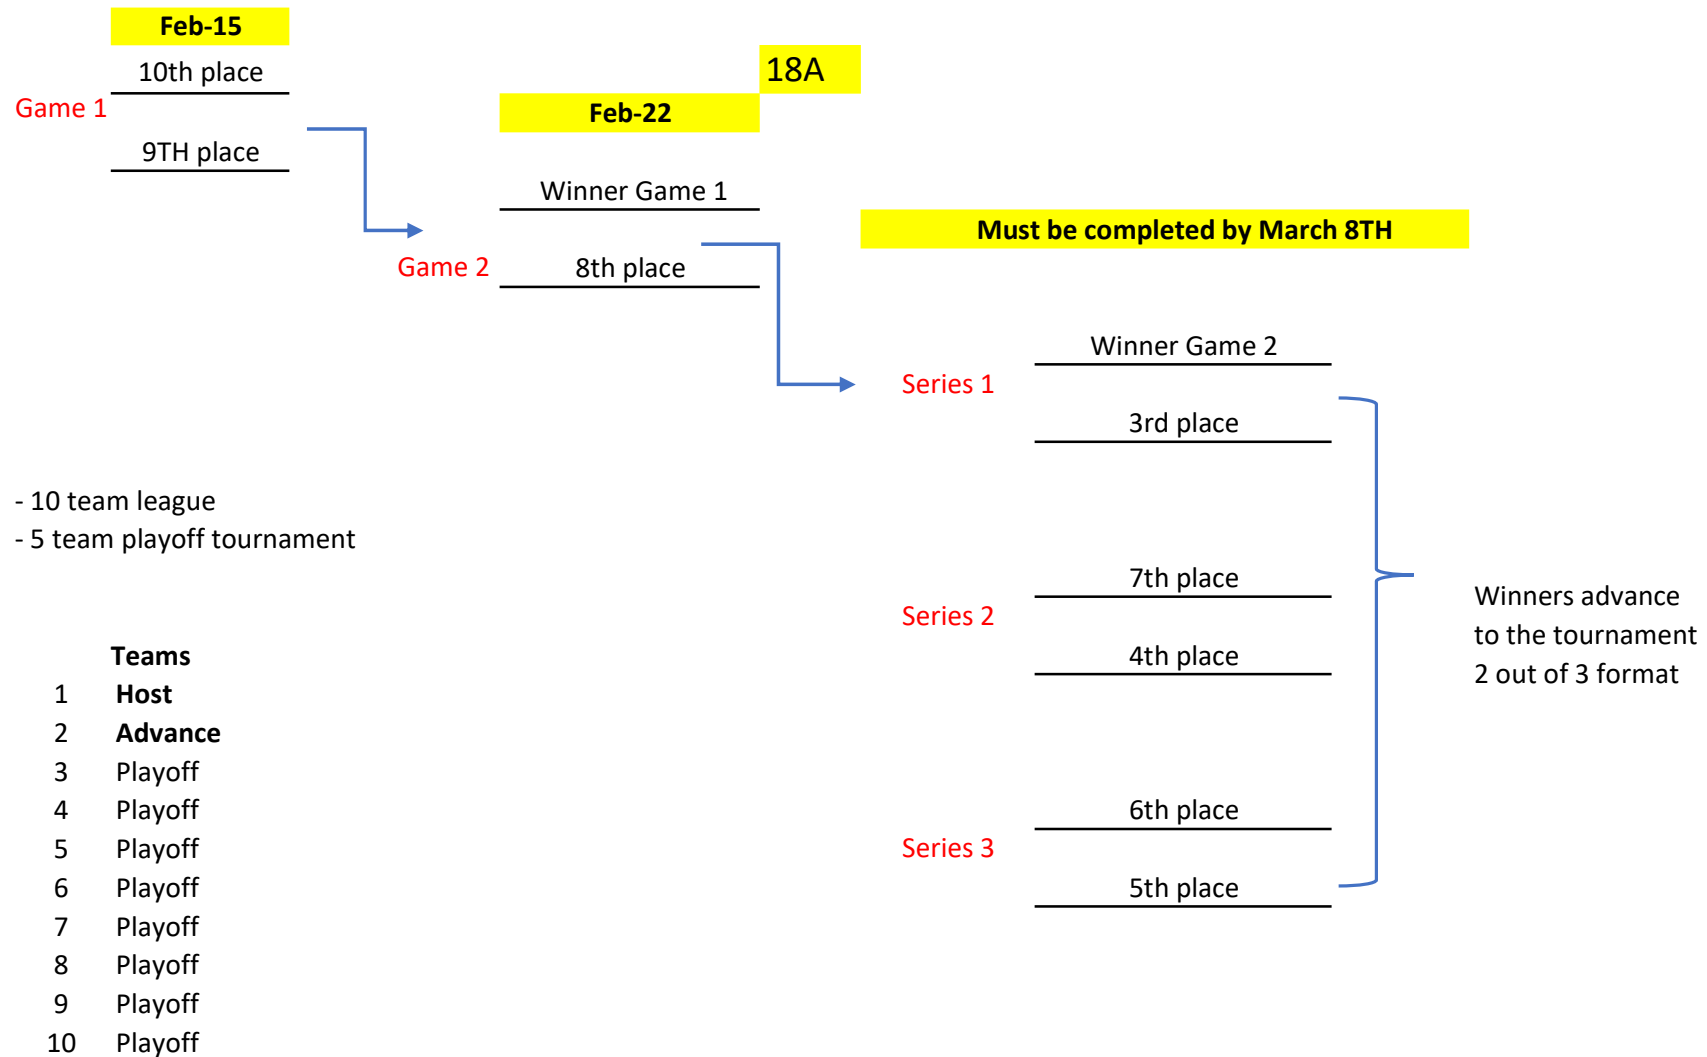 Feb-15
10th place
Game 1
9TH place
18A
Feb-22
Winner Game 1
Game 2
8th place
Must be completed by March 8TH
Winner Game 2
Series 1
3rd place
- 10 team league
- 5 team playoff tournament
7th place
Series 2
4th place
Winners advance
to the tournament
2 out of 3 format
6th place
Series 3
5th place
Teams
1 Host
2 Advance
3 Playoff
4 Playoff
5 Playoff
6 Playoff
7 Playoff
8 Playoff
9 Playoff
10 Playoff